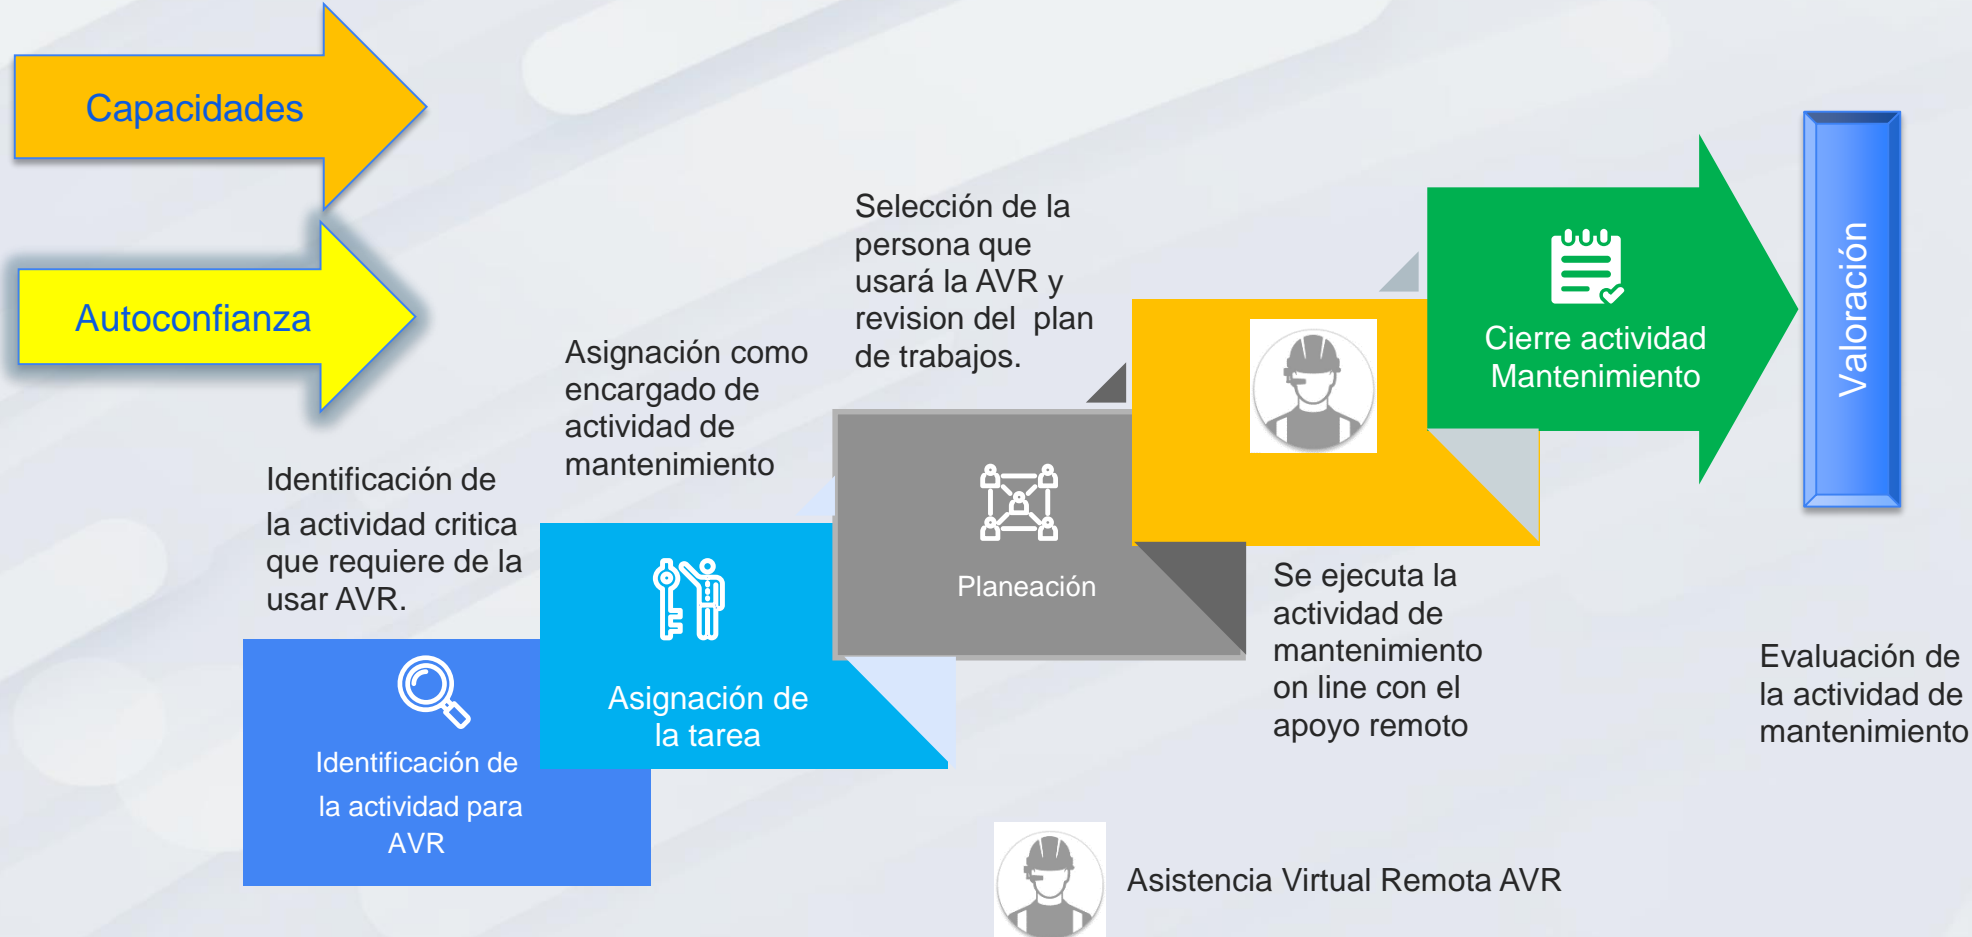 Capacidades
Autoconfianza
Identificación de
la actividad critica
que requiere de la
usar AVR.
Identificación de
la actividad para
AVR
Asignación como
encargado de
actividad de
mantenimiento
Asignación de
la tarea
Selección de la
persona que
usará la AVR y
revision del  plan
de trabajos.
Planeación
Se ejecuta la
actividad de
mantenimiento
on line con el
apoyo remoto
Cierre actividad
Mantenimiento
Valoración
Evaluación de
la actividad de
mantenimiento
Asistencia Virtual Remota AVR